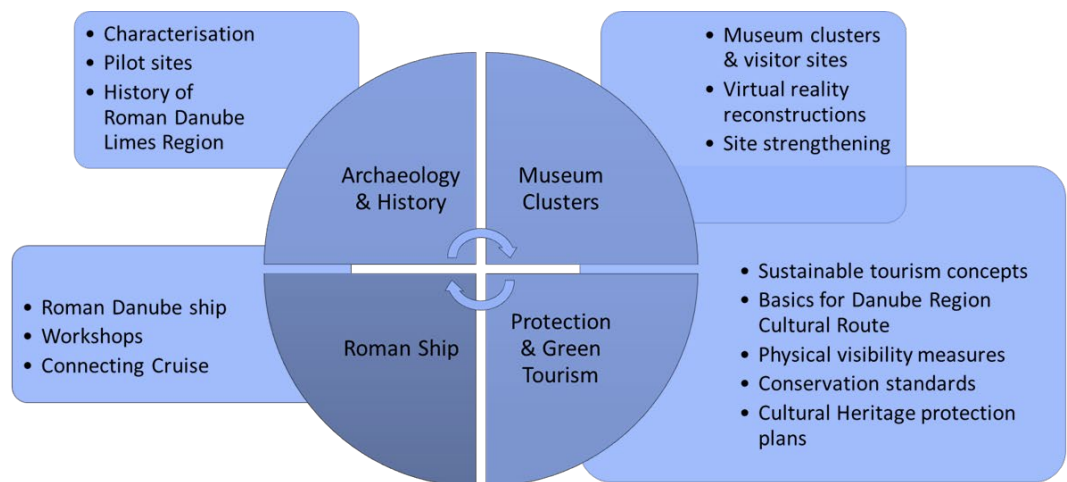 • Characterisation
• Pilot sites
• History of
Roman Danube
Limes Region
Archaeology
& History
• Museum clusters
& visitor sites
• Virtual reality
reconstructions
• Site strengthening
Museum
Clusters
• Roman Danube ship
• Workshops
• Connecting Cruise
Roman Ship
Protection
& Green
Tourism
• Sustainable tourism concepts
• Basics for Danube Region
Cultural Route
• Physical visibility measures
• Conservation standards
• Cultural Heritage protection
plans